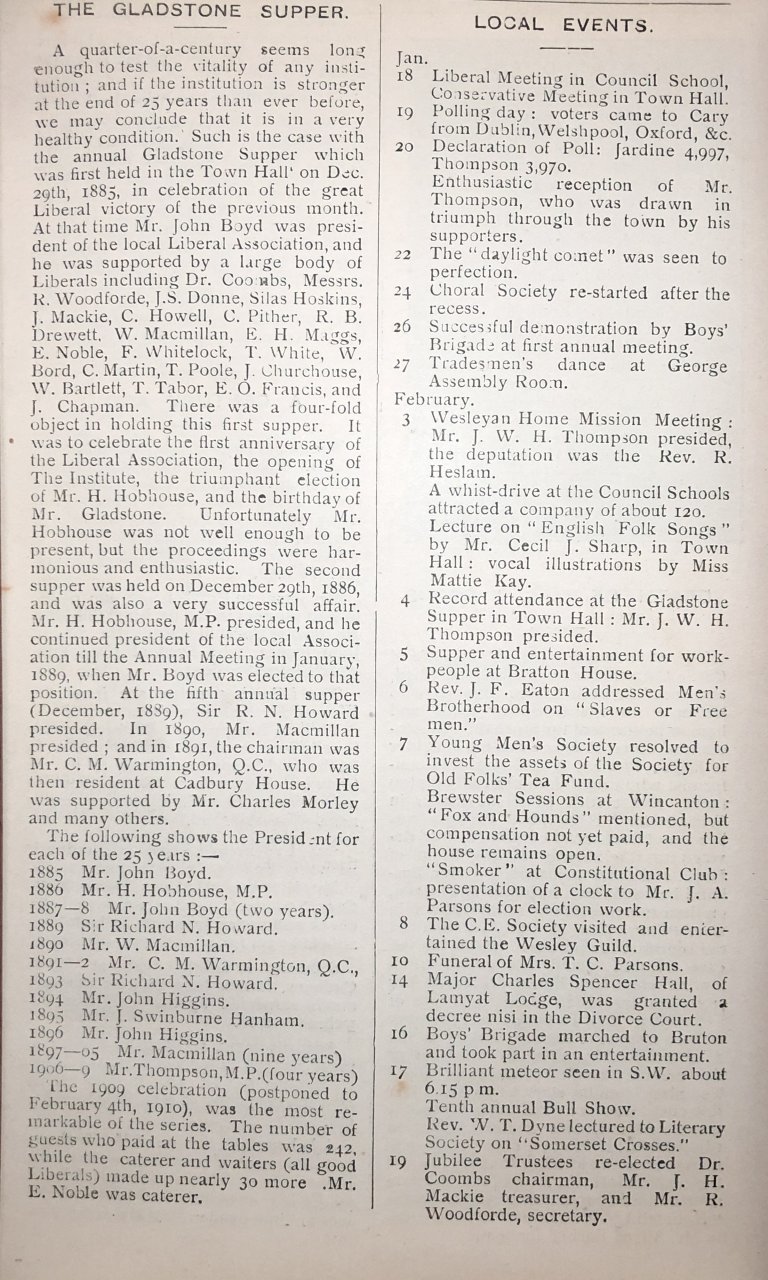 THE GLADSTONE SUPPER.
A quarter-of-a-century seems long
enough to test the vitality of any insti-
tution ; and if the institution is stronger
at the end of 25 years than ever before,
we may conclude that it is in a very
healthy condition. Such is the case with
the annual Gladstone Supper which
was first held in the Town Hall on Dec.
29th, 1885, in celebration of the great
Liberal victory of the previous month.
At that time Mr. John Boyd was presi-
dent of the local Liberal Association, and
he was supported by a large body of
Liberals including Dr. Coombs, Messrs.
R. Woodforde, J.S. Donne, Silas Hoskins,
J. Mackie, C. Howell, C. Pither, R. B.
Drewett, W. Macmillan, E. H. Maggs,
E. Noble, F. Whitelock, T. White, W.
Bord, C. Martin, T. Poole, J. Churchouse,
W. Bartlett, T. Tabor, E. O. Francis, and
J. Chapman. There was a four-fold
object in holding this first supper. It
was to celebrate the first anniversary of
the Liberal Association, the opening of
The Institute, the triumphant election
of Mr. H. Hobhouse, and the birthday of
Mr. Gladstone. Unfortunately Mr.
Hobhouse was not well enough to be
present, but the proceedings were har-
monious and enthusiastic. The second
supper was held on December 29th, 1886,
and was also a very successful affair.
Mr. H. Hobhouse, M.P. presided, and he
continued president of the local Associ-
ation till the Annual Meeting in January,
1889, when Mr. Boyd was elected to that
position. At the fifth annual supper
(December, 1889), Sir R. N. Howard
presided. In 1890, Mr. Macmillan
presided ; and in 1891, the chairman was
Mr. C. M. Warmington, Q.C., who was
then resident at Cadbury House. He
was supported by Mr. Charles Morley
and many others.
The following shows the President for
each of the 25 years :—
1885 Mr. John Boyd.
1886 Mr. H. Hobhouse, M.P.
1887—8 Mr. John Boyd (two years).
1889 Sir Richard N. Howard.
1890 Mr. W. Macmillan.
1891—2 Mr. C. M. Warmington, Q.C.,
1893 Sir Richard N. Howard.
1894 Mr. John Higgins.
1895 Mr. J. Swinburne Hanham.
1896 Mr. John Higgins.
1897—05 Mr. Macmillan (nine years)
1906—9 Mr.Thompson,M.P.(four years)
The 1909 celebration (postponed to
February 4th, 1910), was the most re-
markable of the series. The number of
guests who paid at the tables was 242,
while the caterer and waiters (all good
Liberals) made up nearly 30 more .Mr.
E. Noble was caterer.
LOCAL EVENTS.
Jan.
18 Liberal Meeting in Council School,
Conservative Meeting in Town Hall.
19 Polling day : voters came to Cary
from Dublin, Welshpool, Oxford, &c.
20 Declaration of Poll: Jardine 4,997,
Thompson 3,970.
Enthusiastic reception of Mr.
Thompson, who was drawn in
triumph through the town by his
supporters.
22 The "daylight comet" was seen to
perfection.
24 Choral Society re-started after the
recess.
26 Successful demonstration by Boys'
Brigade at first annual meeting.
27 Tradesmen's dance at George
Assembly Room.
February.
3 Wesleyan Home Mission Meeting :
Mr. J. W. H. Thompson presided,
the deputation was the Rev. R.
Heslam.
A whist-drive at the Council Schools
attracted a company of about 120.
Lecture on "English Folk Songs"
by Mr. Cecil J. Sharp, in Town
Hall : vocal illustrations by Miss
Mattie Kay.
4 Record attendance at the Gladstone
Supper in Town Hall : Mr. J. W. H.
Thompson presided.
5 Supper and entertainment for work-
people at Bratton House.
6 Rev. J. F. Eaton addressed Men's
Brotherhood on "Slaves or Free
men."
7 Young Men's Society resolved to
invest the assets of the Society for
Old Folks' Tea Fund.
Brewster Sessions at Wincanton :
"Fox and Hounds" mentioned, but
compensation not yet paid, and the
house remains open.
"Smoker" at Constitutional Club :
presentation of a clock to Mr. J. A.
Parsons for election work.
8 The C.E. Society visited and enter-
tained the Wesley Guild.
10 Funeral of Mrs. T. C. Parsons.
14 Major Charles Spencer Hall, of
Lamyat Lodge, was granted a
decree nisi in the Divorce Court.
16 Boys' Brigade marched to Bruton
and took part in an entertainment.
17 Brilliant meteor seen in S.W. about
6.15 p m.
Tenth annual Bull Show.
Rev. W. T. Dyne lectured to Literary
Society on "Somerset Crosses."
19 Jubilee Trustees re-elected Dr.
Coombs chairman, Mr. J. H.
Mackie treasurer, and Mr. R.
Woodforde, secretary.